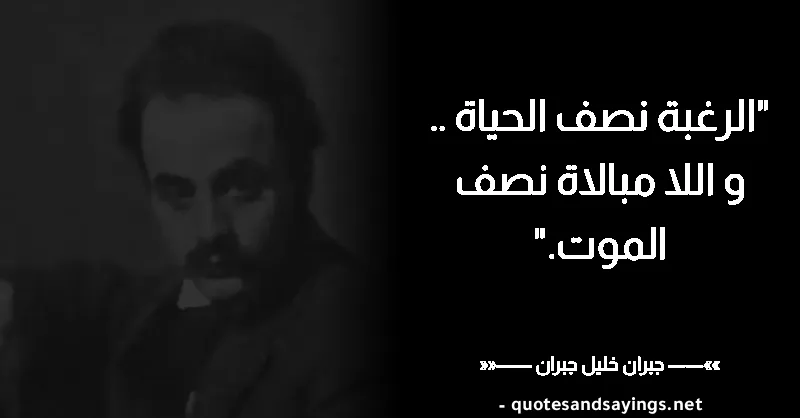 "الرغبة نصف الحياة ..
و اللا مبالاة نصف
الموت."
»»—— جبران خليل جبران ——««
- quotesandsayings.net